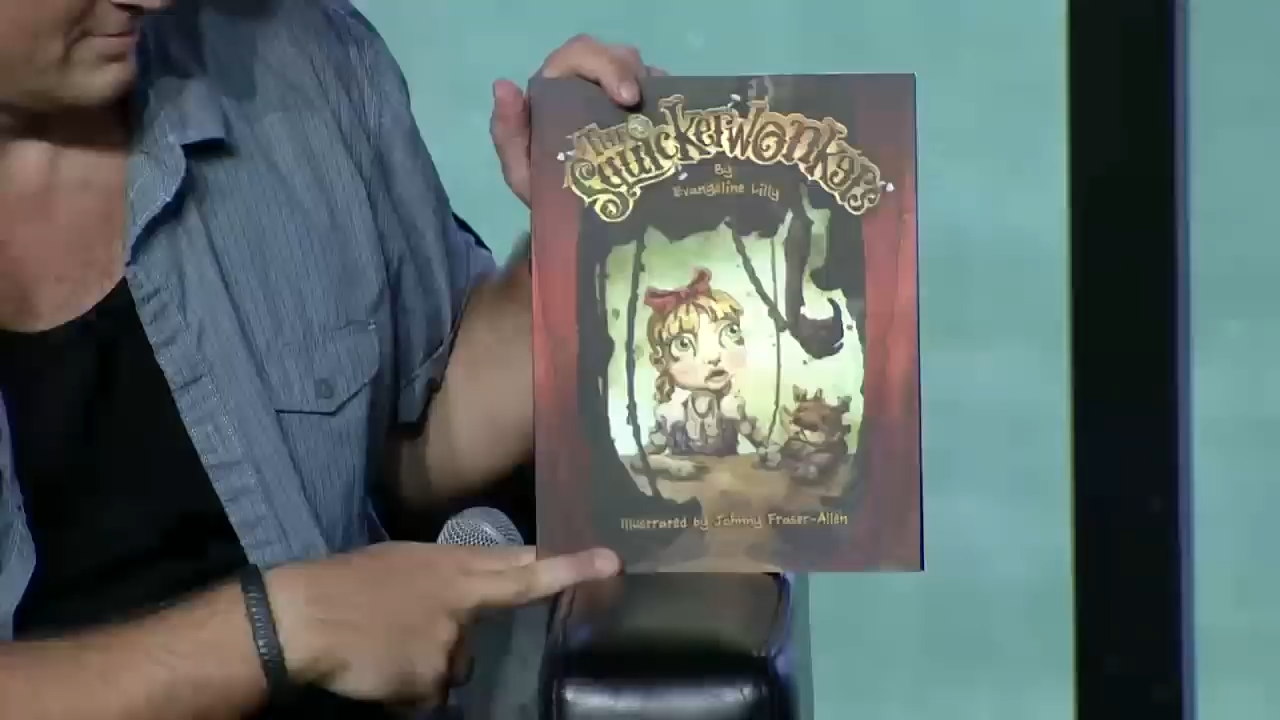 The
Squickerwonkers
By
Evangeline Lilly
Illustrated by Johnny Fraser-Allen